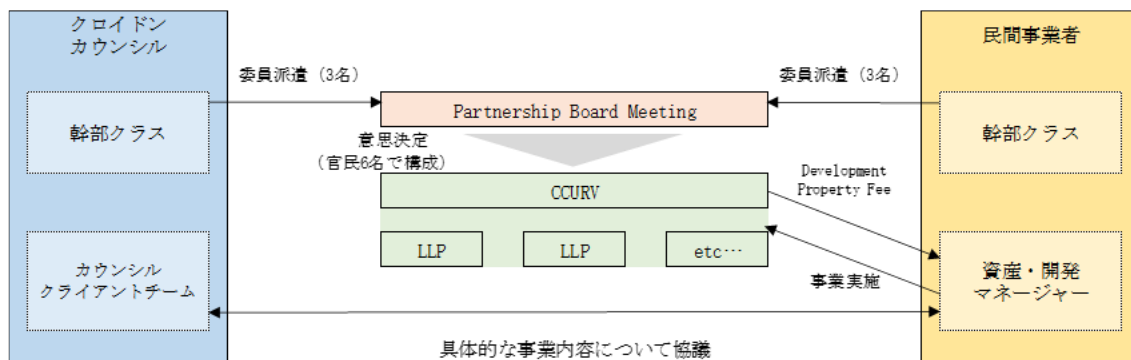 クロイドン
カウンシル
民間事業者
委員派遣（3名）
委員派遣（3名）
幹部クラス
Partnership Board Meeting
幹部クラス
意思決定
（官民6名で構成）
CCURV
Development
Property Fee
LLP
LLP
etc…
カウンシル
クライアントチーム
事業実施
資産・開発
マネージャー
具体的な事業内容について協議